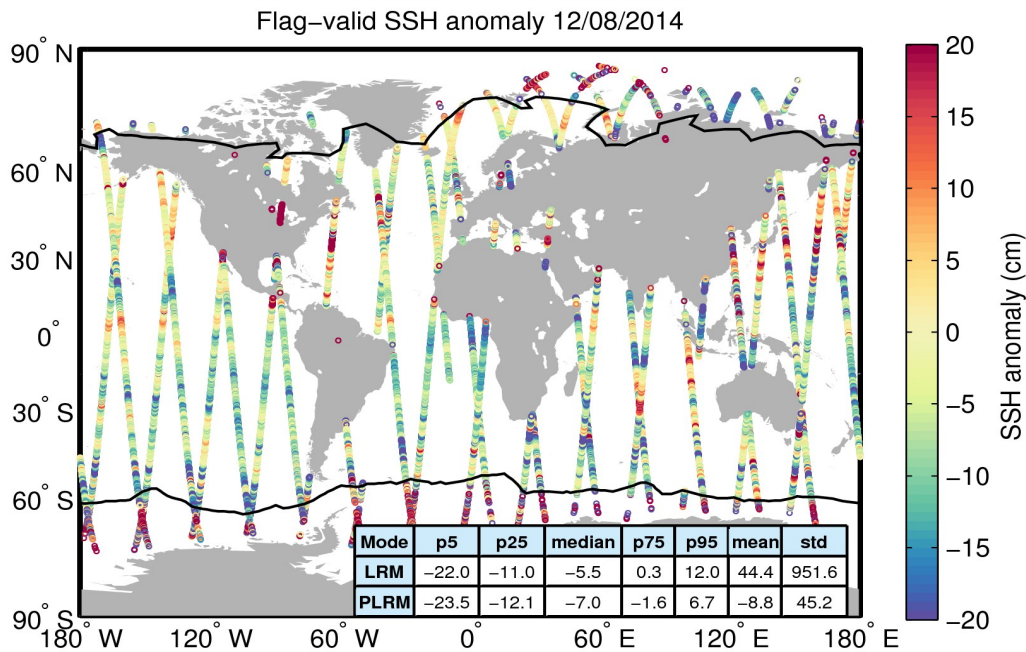 Flag−valid SSH anomaly 12/08/2014
90° N
60° N
30° N
0°
30° S
60° S
90° S
180° W
120° W
60° W
0°
60° E
120° E
180° E
Mode p5 p25 median p75 p95 mean std
LRM −22.0 −11.0 −5.5 0.3 12.0 44.4 951.6
PLRM −23.5 −12.1 −7.0 −1.6 6.7 −8.8 45.2
20
15
10
5
0
−5
−10
−15
−20
SSH anomaly (cm)